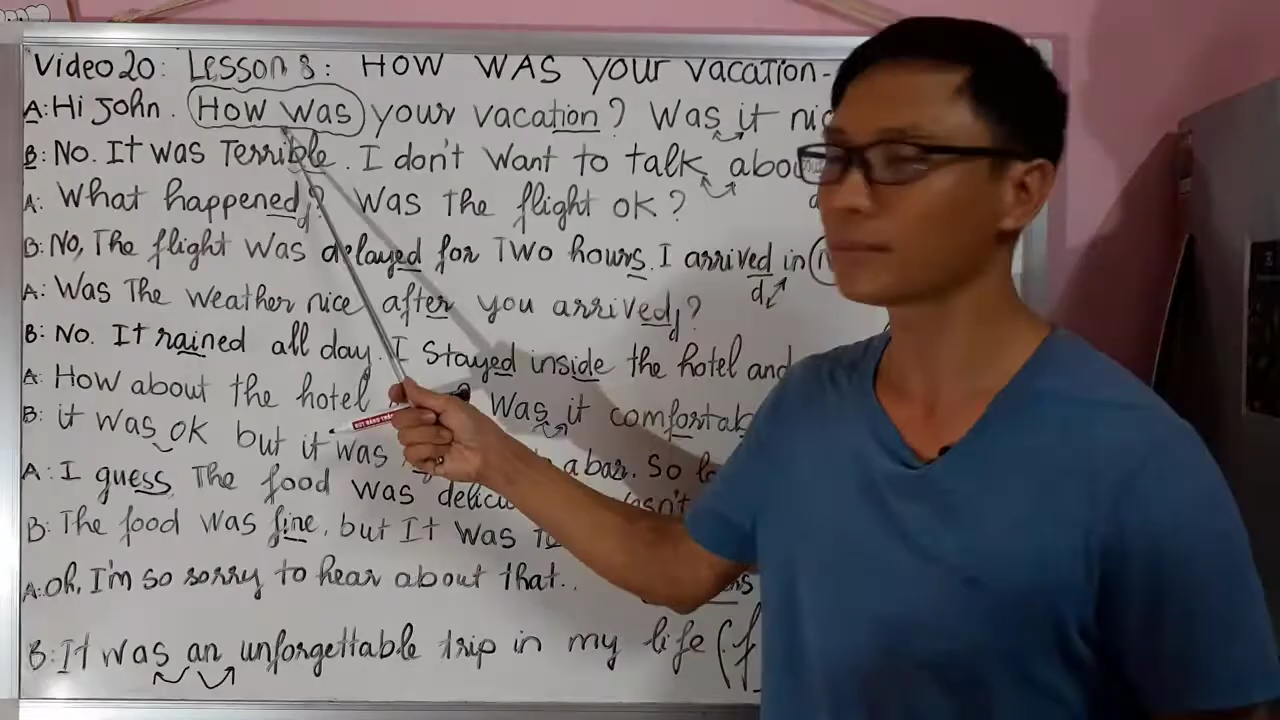 Video 20: Lesson 8: HOW WAS your vacation-
A: Hi John. How was your vacation? Was it
B: No. It was Terrible. I don't want to talk
A: What happened? Was the flight ok?
d
B: No, The flight was delayed for Two hours. I arrived in
d
A: Was The weather nice after you arrived?
d
B: No. It rained all day. I stayed inside the hotel and
A: How about the hotel Was it
B: it was ok but it was a bar. So
A: I guess The food was
B: The food was fine, but It was
A: Oh, I'm so sorry to hear about that..
B: It was an unforgettable trip in my life (